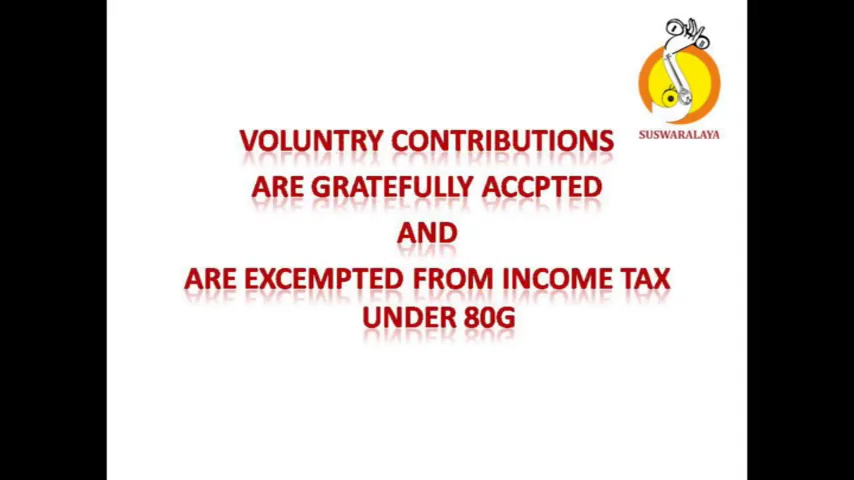 SUSWARALAYA
VOLUNTRY CONTRIBUTIONS
ARE GRATEFULLY ACCPTED
AND
ARE EXCEMPTED FROM INCOME TAX
UNDER 80G